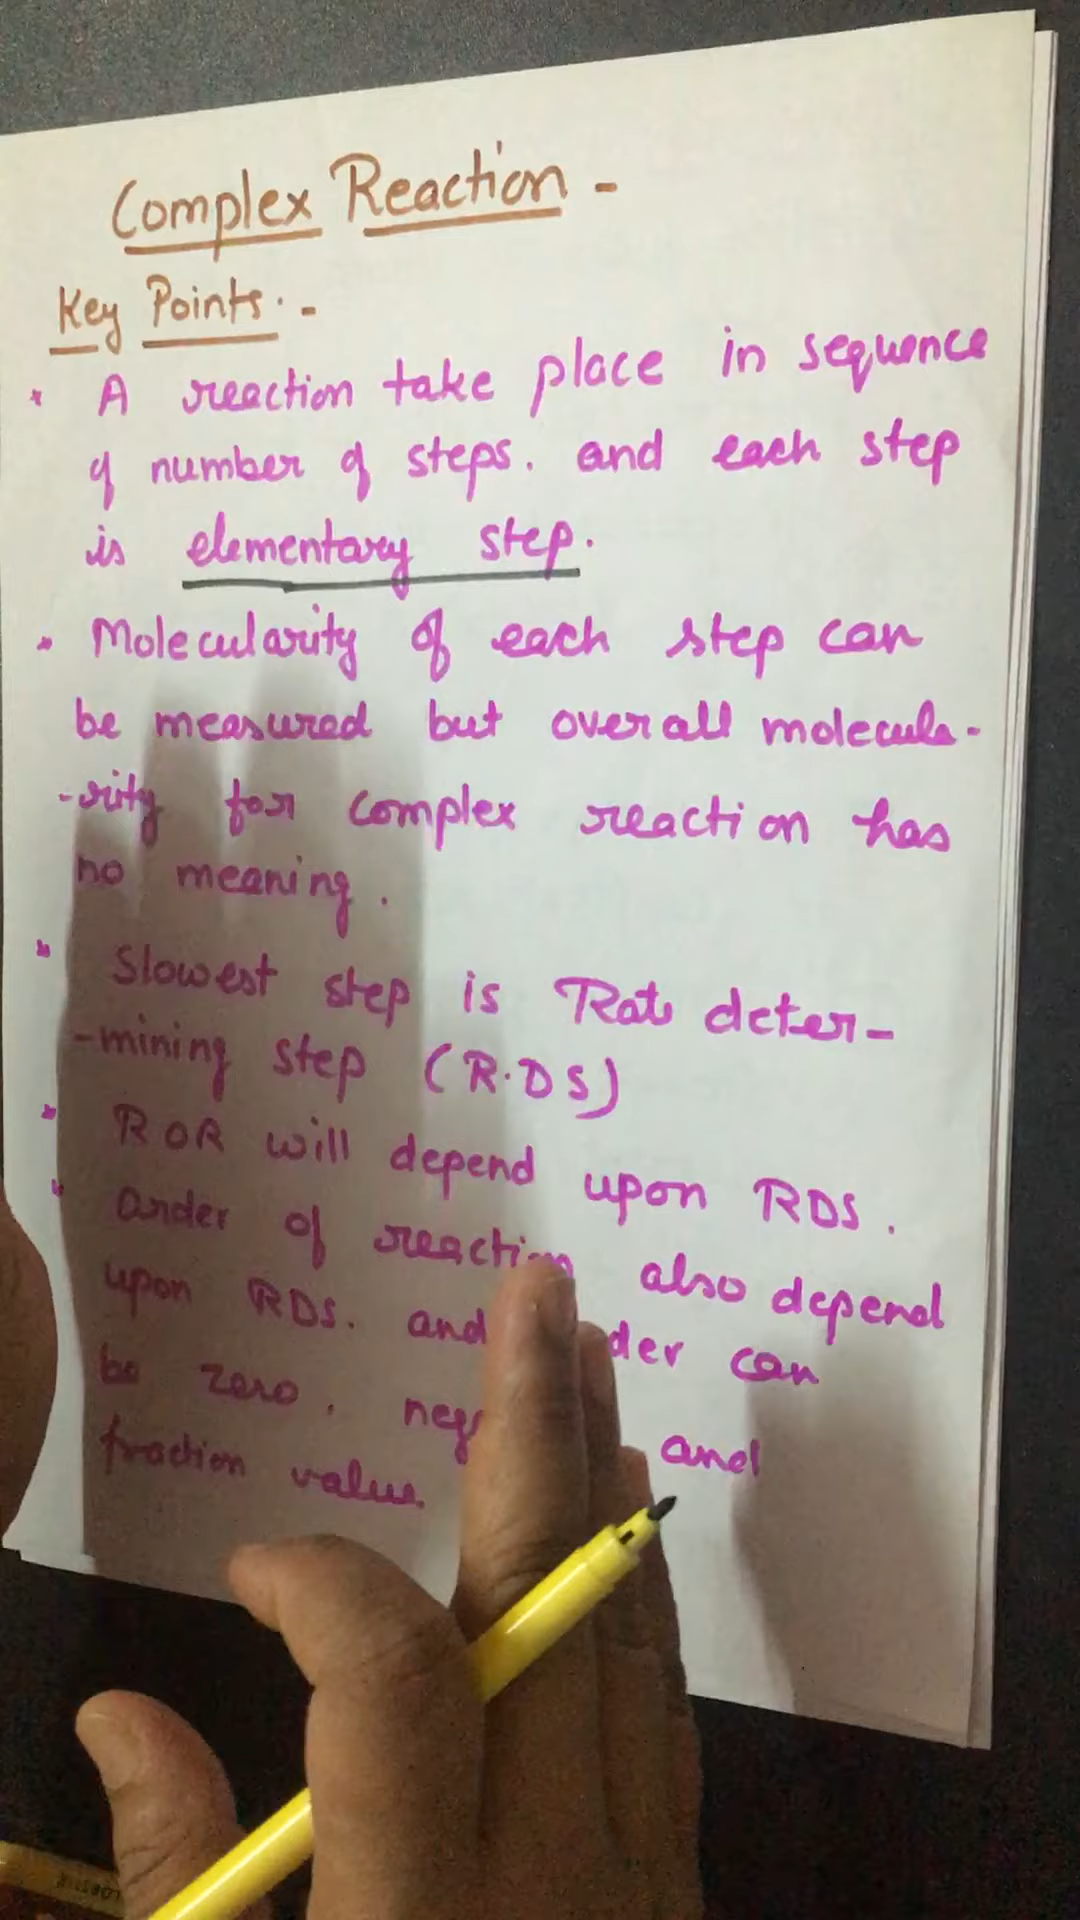 Complex Reaction -
Key Points. -
A reaction take place in sequence
of number of steps. and each step
is elementary step.
Molecularity of each step can
be measured but overall molecula-
-rity for complex reaction has
no meaning.
Slowest step is Rate deter-
-mining step (R.D.S)
ROR will depend upon RDS.
order of reaction also depend
upon RDS. and der can
be zero, neg and
fraction value.